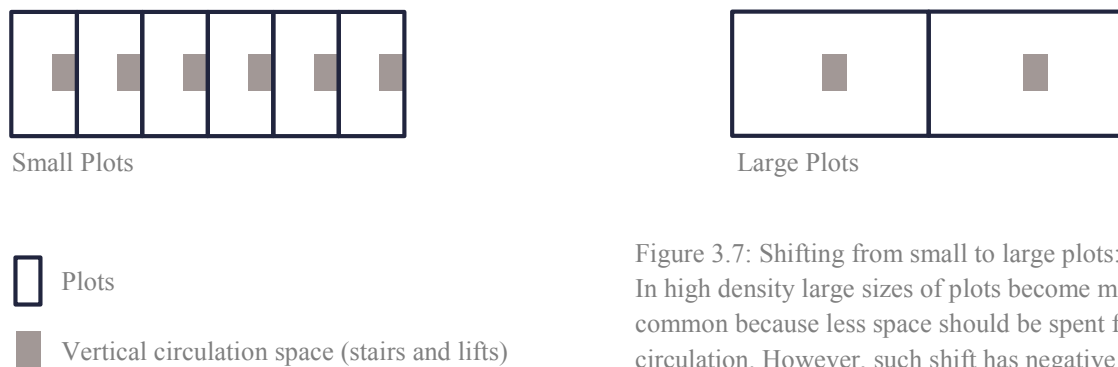 Small Plots
Large Plots
Plots
Vertical circulation space (stairs and lifts)
Figure 3.7: Shifting from small to large plots:
In high density large sizes of plots become
common because less space should be spent
circulation. However, such shift has negative